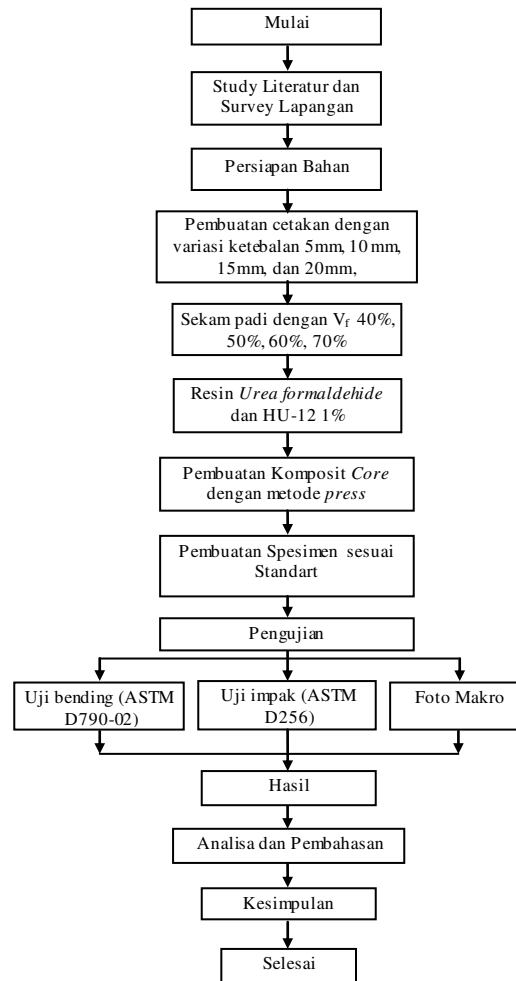 Mulai
Study Literatur dan
Survey Lapangan
Persiapan Bahan
Pembuatan cetakan dengan
variasi ketebalan 5mm, 10 mm,
15mm, dan 20mm,
Sekam padi dengan Vf 40%,
50%, 60%, 70%
Resin Urea formaldehide
dan HU-12 1%
Pembuatan Komposit Core
dengan metode press
Pembuatan Spesimen sesuai
Standart
Pengujian
Uji bending (ASTM
D790-02)
Uji impak (ASTM
D256)
Foto Makro
Hasil
Analisa dan Pembahasan
Kesimpulan
Selesai